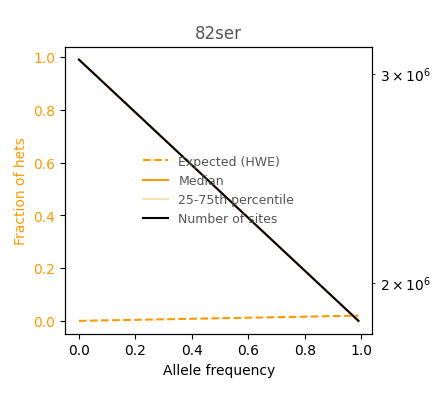 82ser
1.0
0.8
0.6
0.4
0.2
0.0
Fraction of hets
3 × 10⁶
2 × 10⁶
Expected (HWE)
Median
25-75th percentile
Number of sites
0.0 0.2 0.4 0.6 0.8 1.0
Allele frequency